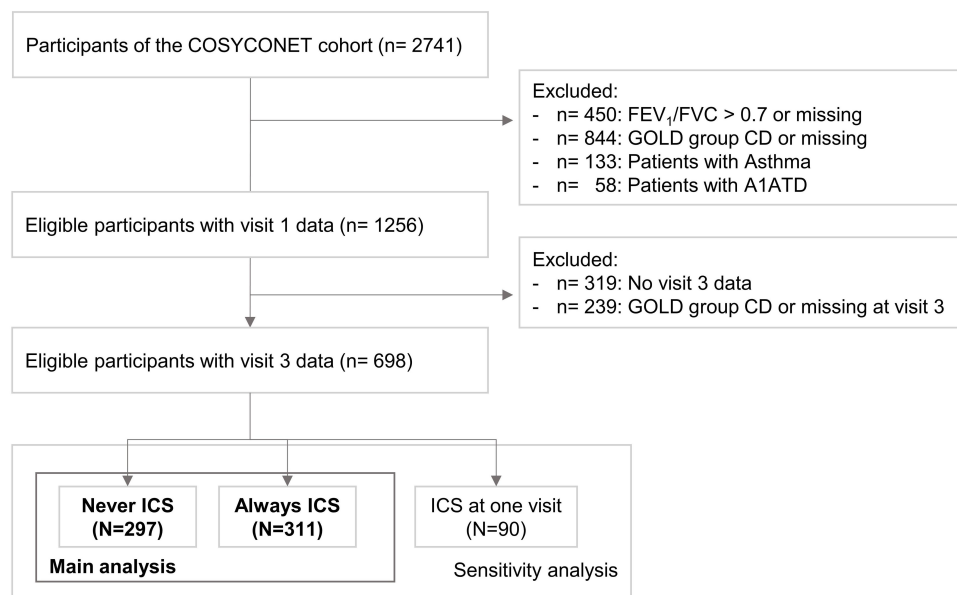 Participants of the COSYCONET cohort (n= 2741)
Excluded:
- n= 450: FEV₁/FVC > 0.7 or missing
- n= 844: GOLD group CD or missing
- n= 133: Patients with Asthma
- n= 58: Patients with A1ATD
Eligible participants with visit 1 data (n= 1256)
Excluded:
- n= 319: No visit 3 data
- n= 239: GOLD group CD or missing at visit 3
Eligible participants with visit 3 data (n= 698)
Never ICS
(N=297)
Always ICS
(N=311)
ICS at one visit
(N=90)
Main analysis
Sensitivity analysis